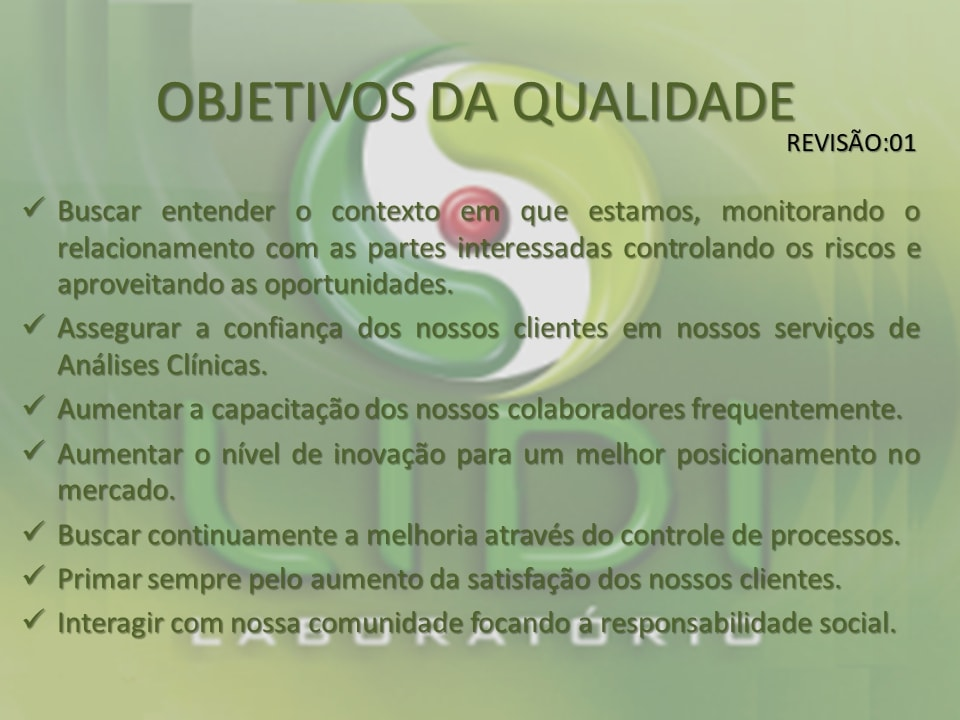 OBJETIVOS DA QUALIDADE
REVISÃO:01
✓ Buscar entender o contexto em que estamos, monitorando o
relacionamento com as partes interessadas controlando os riscos e
aproveitando as oportunidades.
✓ Assegurar a confiança dos nossos clientes em nossos serviços de
Análises Clínicas.
✓ Aumentar a capacitação dos nossos colaboradores frequentemente.
✓ Aumentar o nível de inovação para um melhor posicionamento no
mercado.
✓ Buscar continuamente a melhoria através do controle de processos.
✓ Primar sempre pelo aumento da satisfação dos nossos clientes.
✓ Interagir com nossa comunidade focando a responsabilidade social.
LIDI
LABORATÓRIO